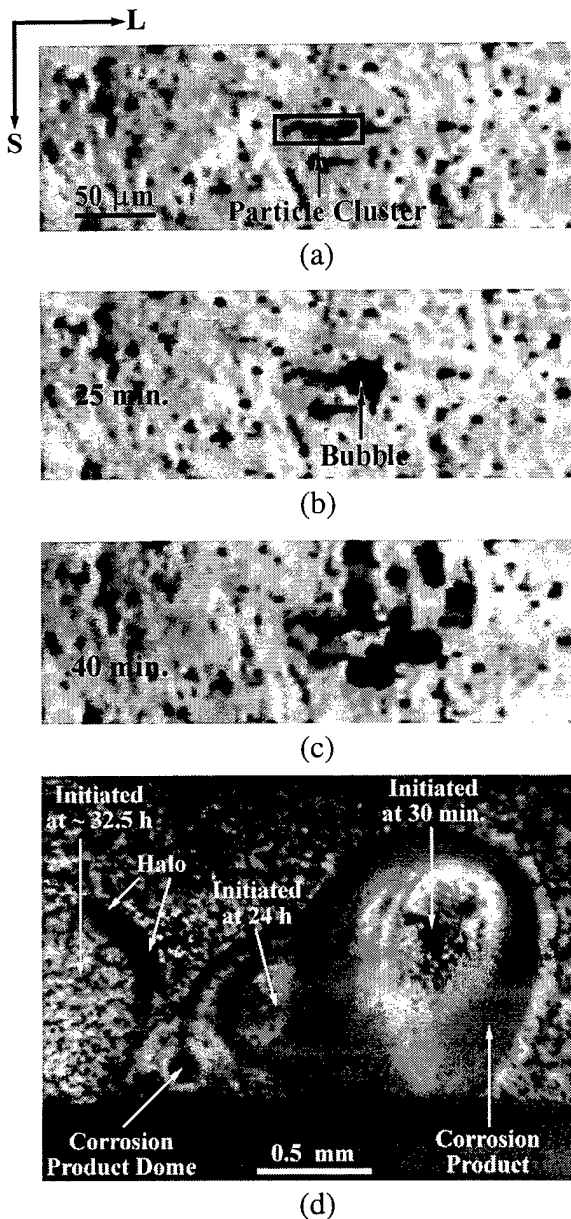 L
S
50 μm
Particle Cluster
(a)
25 min.
Bubble
(b)
40 min.
(c)
Initiated
at ~ 32.5 h
Initiated
at 30 min.
Halo
Initiated
at 24 h
Corrosion
Product Dome
0.5 mm
Corrosion
Product
(d)